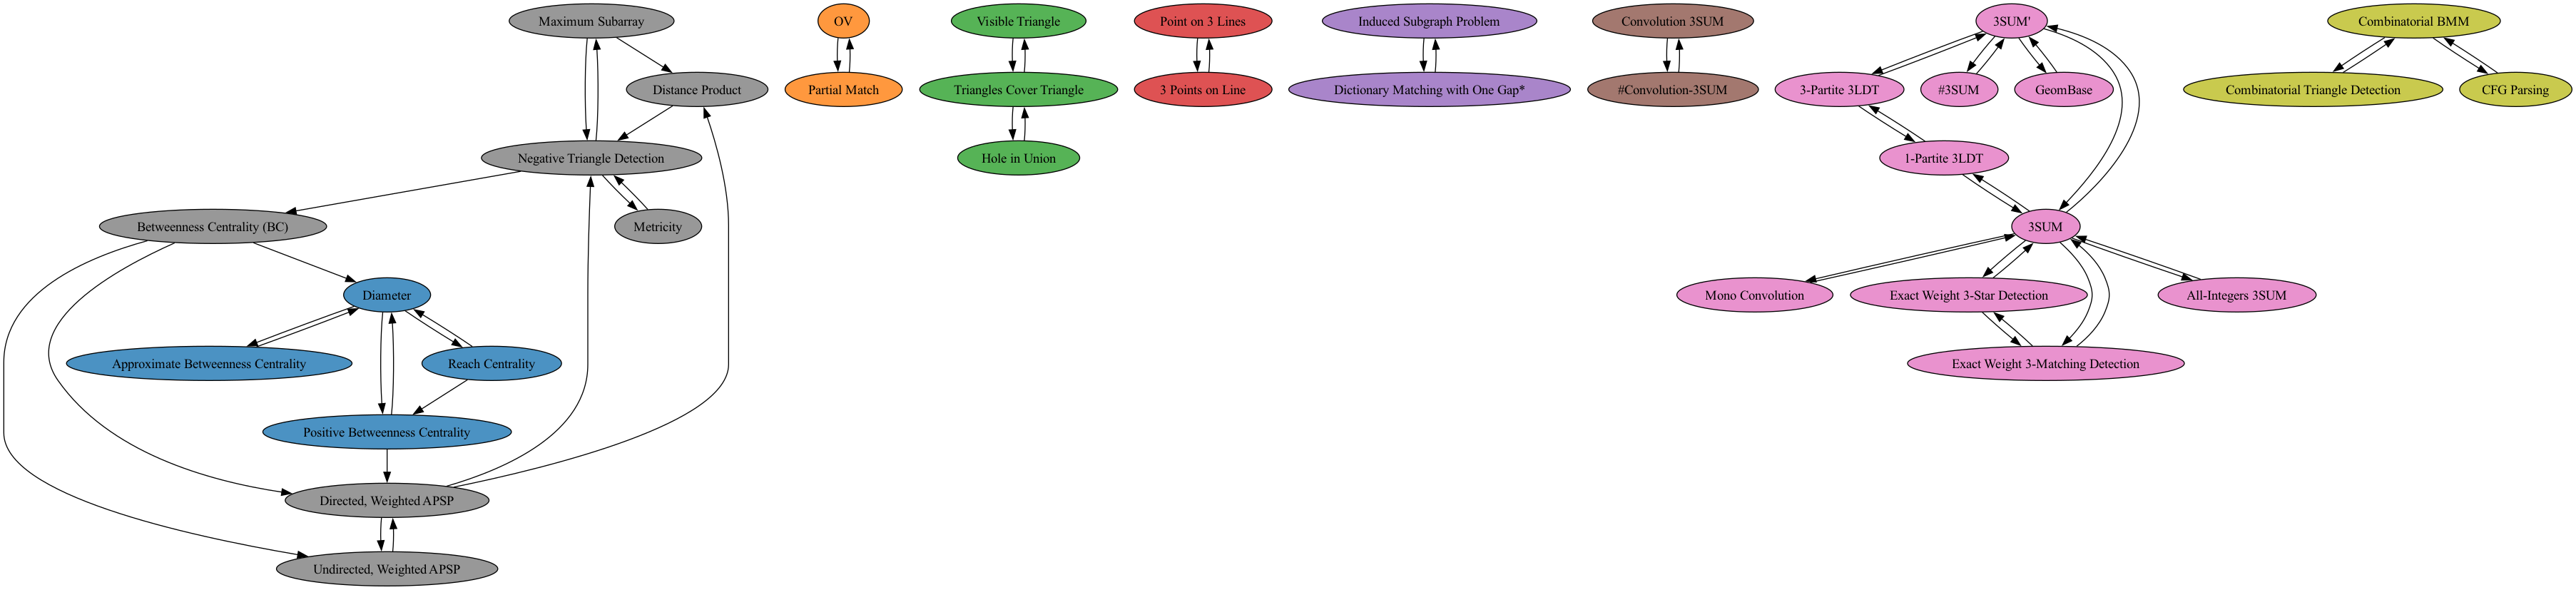 Maximum Subarray
OV
Visible Triangle
Point on 3 Lines
Induced Subgraph Problem
Convolution 3SUM
3SUM'
Combinatorial BMM
Distance Product
Partial Match
Triangles Cover Triangle
3 Points on Line
Dictionary Matching with One Gap*
#Convolution-3SUM
3-Partite 3LDT
#3SUM
GeomBase
Combinatorial Triangle Detection
CFG Parsing
Negative Triangle Detection
Hole in Union
1-Partite 3LDT
Betweenness Centrality (BC)
Metricity
3SUM
Diameter
Mono Convolution
Exact Weight 3-Star Detection
All-Integers 3SUM
Approximate Betweenness Centrality
Reach Centrality
Exact Weight 3-Matching Detection
Positive Betweenness Centrality
Directed, Weighted APSP
Undirected, Weighted APSP